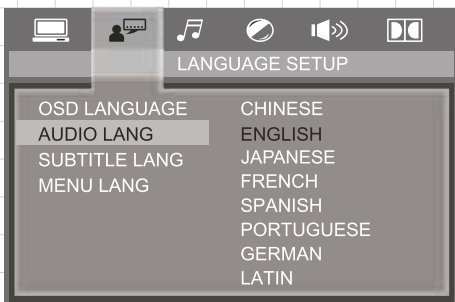 LANGUAGE SETUP
OSD LANGUAGE
AUDIO LANG
SUBTITLE LANG
MENU LANG
CHINESE
ENGLISH
JAPANESE
FRENCH
SPANISH
PORTUGUESE
GERMAN
LATIN